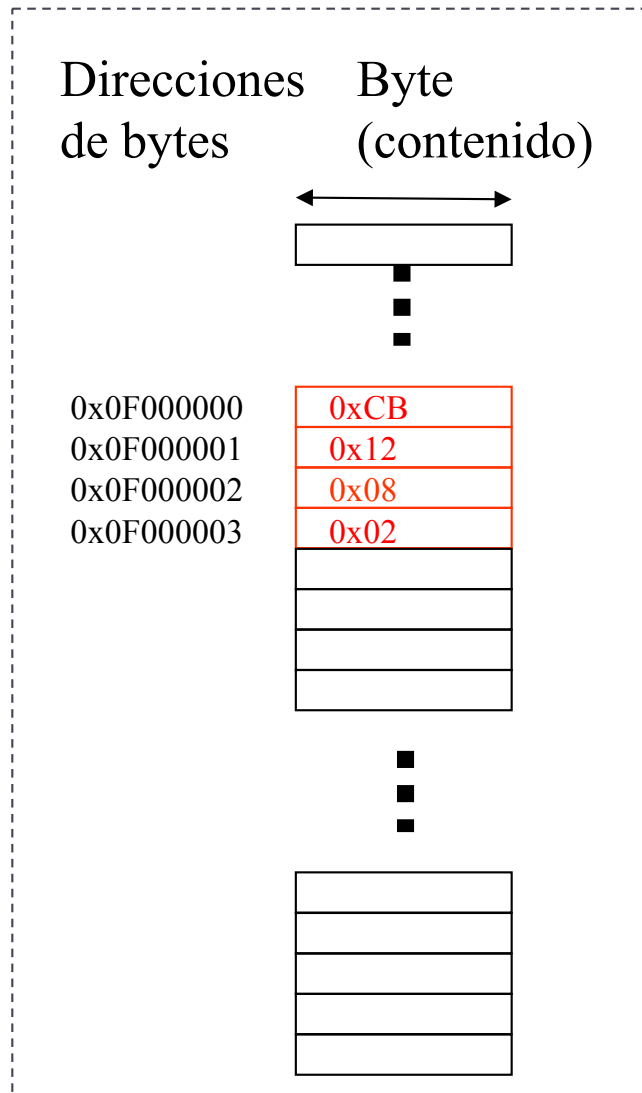 Direcciones Byte
de bytes (contenido)
0x0F000000 0xCB
0x0F000001 0x12
0x0F000002 0x08
0x0F000003 0x02